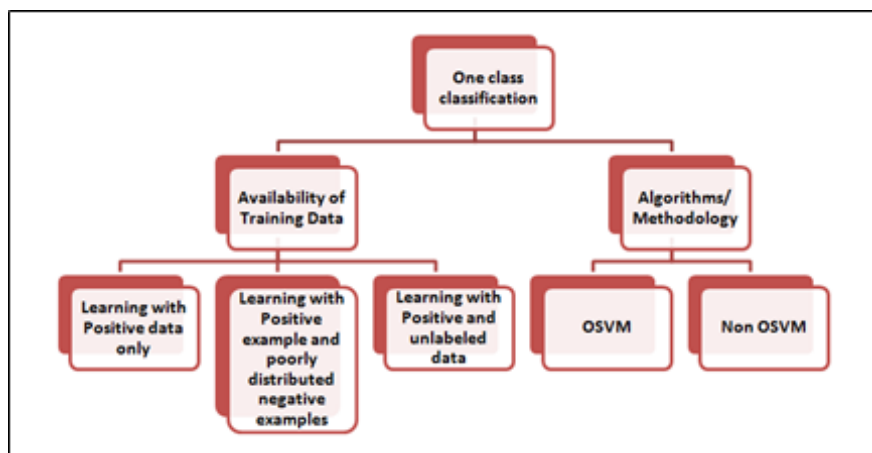 One class
classification
Availability of
Training Data
Algorithms/
Methodology
Learning with
Positive data
only
Learning with
Positive
example and
poorly
distributed
negative
examples
Learning with
Positive and
unlabeled
data
OSVM
Non OSVM